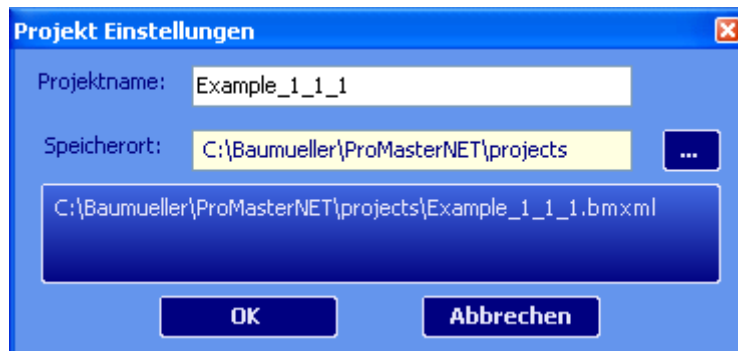 Projekt Einstellungen
Projektname: Example_1_1_1
Speicherort: C:\Baumueller\ProMasterNET\projects ...
C:\Baumueller\ProMasterNET\projects\Example_1_1_1.bmxml
OK Abbrechen